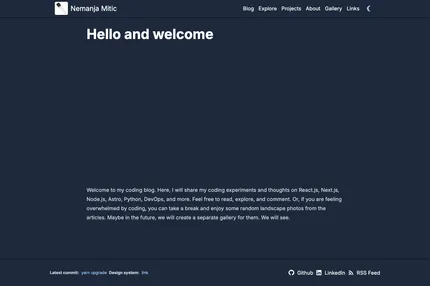 Nemanja Mitic
Blog Explore Projects About Gallery Links
Hello and welcome
Welcome to my coding blog. Here, I will share my coding experiments and thoughts on React.js, Next.js,
Node.js, Astro, Python, DevOps, and more. Feel free to read, explore, and comment. Or, if you are feeling
overwhelmed by coding, you can take a break and enjoy some random landscape photos from the
articles. Maybe in the future, we will create a separate gallery for them. We will see.
Latest commit: yarn upgrade Design system: link
Github LinkedIn RSS Feed